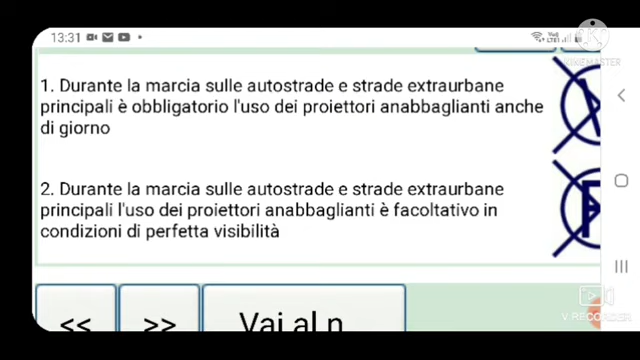 13:31
VoLTE1
1. Durante la marcia sulle autostrade e strade extraurbane
principali è obbligatorio l'uso dei proiettori anabbaglianti anche
di giorno
V
2. Durante la marcia sulle autostrade e strade extraurbane
principali l'uso dei proiettori anabbaglianti è facoltativo in
condizioni di perfetta visibilità
F
<< >> Vai al n.
V.RECORDER